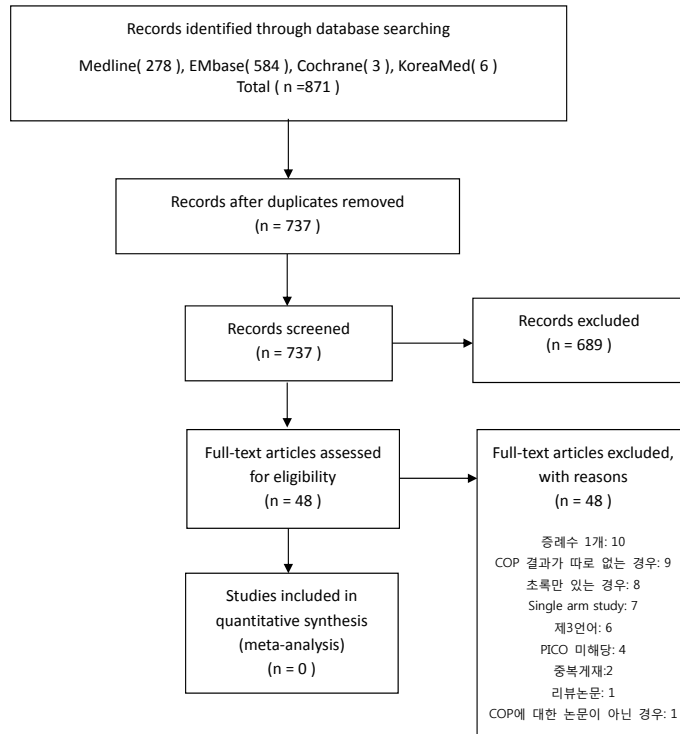 Records identified through database searching
Medline( 278 ), EMbase( 584 ), Cochrane( 3 ), KoreaMed( 6 )
Total ( n =871 )
Records after duplicates removed
(n = 737 )
Records screened
(n = 737 )
Records excluded
(n = 689 )
Full-text articles assessed
for eligibility
(n = 48 )
Full-text articles excluded,
with reasons
(n = 48 )
증례수 1개: 10
COP 결과가 따로 없는 경우: 9
초록만 있는 경우: 8
Single arm study: 7
제3언어: 6
PICO 미해당: 4
중복게재:2
리뷰논문: 1
COP에 대한 논문이 아닌 경우: 1
Studies included in
quantitative synthesis
(meta-analysis)
(n = 0 )